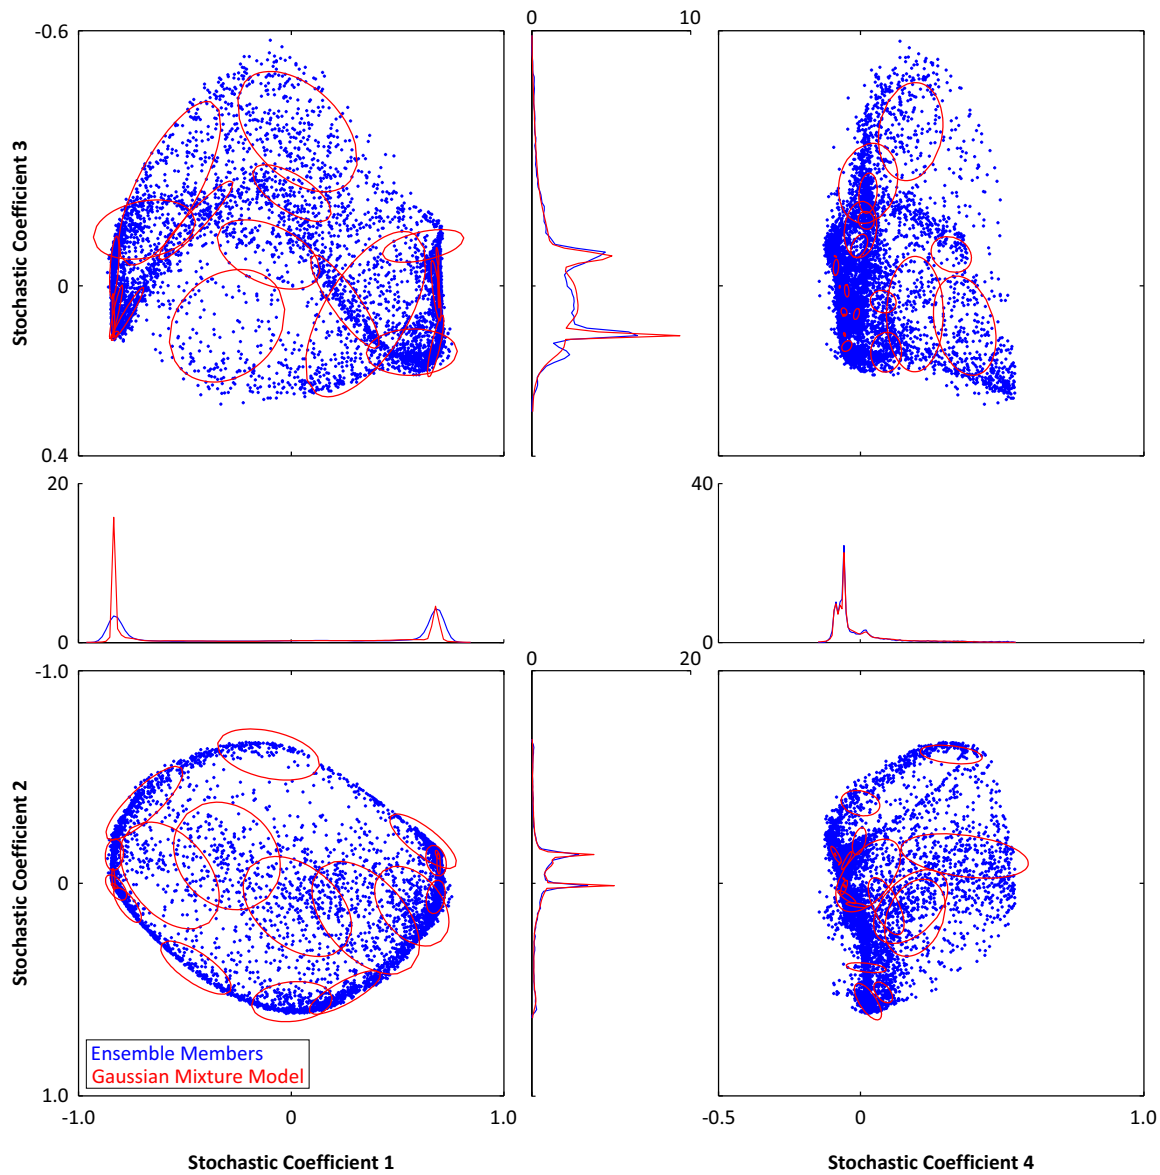 0 10
-0.6
Stochastic Coefficient 3
0
0.4
20
0
40
0
0 20
-1.0
Stochastic Coefficient 2
0
1.0
Ensemble Members
Gaussian Mixture Model
-1.0 0 1.0
-0.5 0 1.0
Stochastic Coefficient 1
Stochastic Coefficient 4